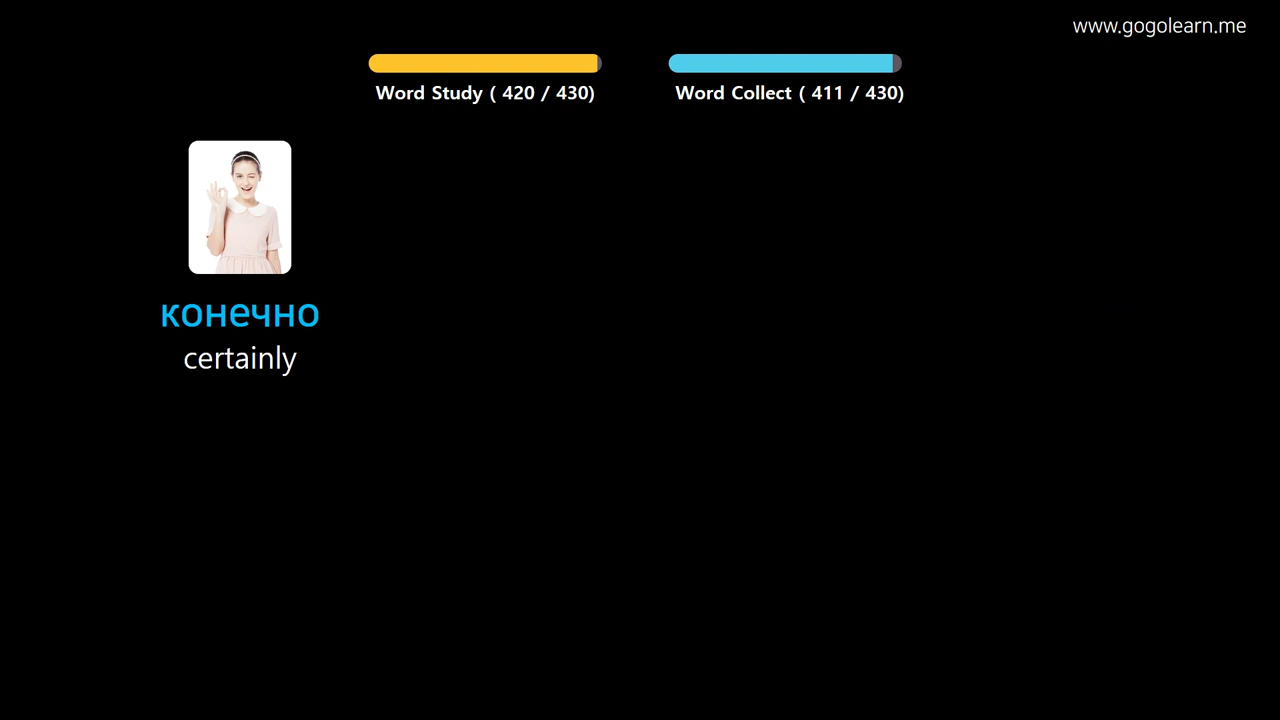 www.gogolearn.me
Word Study ( 420 / 430)
Word Collect ( 411 / 430)
конечно
certainly